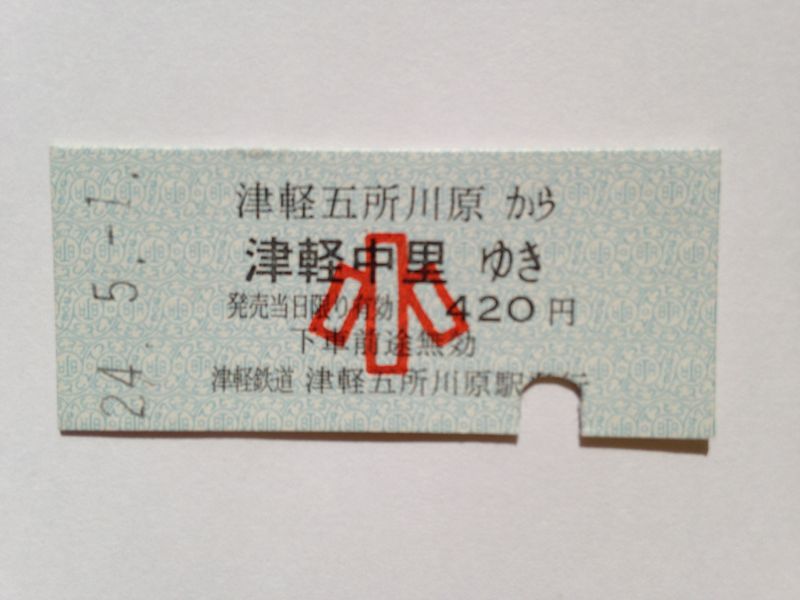 津軽五所川原 から
津軽中里 ゆき
発売当日限り有効 420円
下車前途無効
津軽鉄道 津軽五所川原駅発行
小
24. 5. -1.